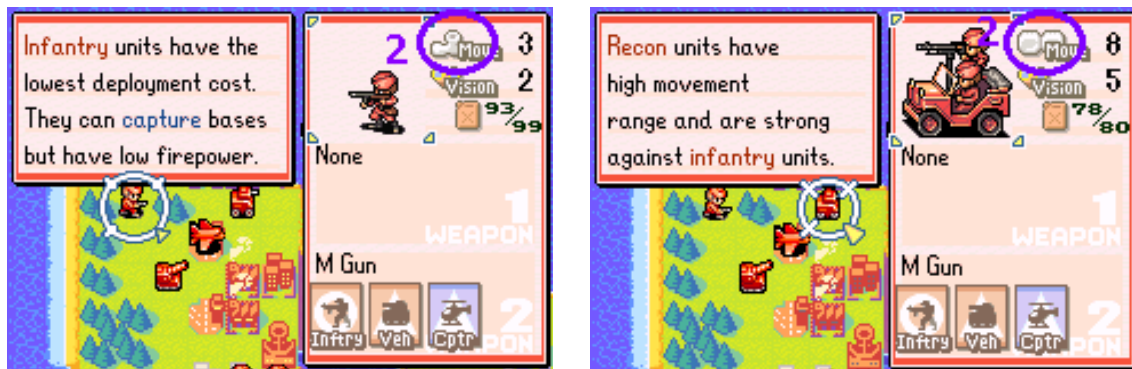 Infantry units have the
lowest deployment cost.
They can capture bases
but have low firepower.
2
Move 3
Vision 2
93/99
None
1
WEAPON
M Gun
Inftry Veh Cptr
2
WEAPON
Recon units have
high movement
range and are strong
against infantry units.
2
Mov 8
Vision 5
78/80
None
1
WEAPON
M Gun
Inftry Veh Cptr
2
PON